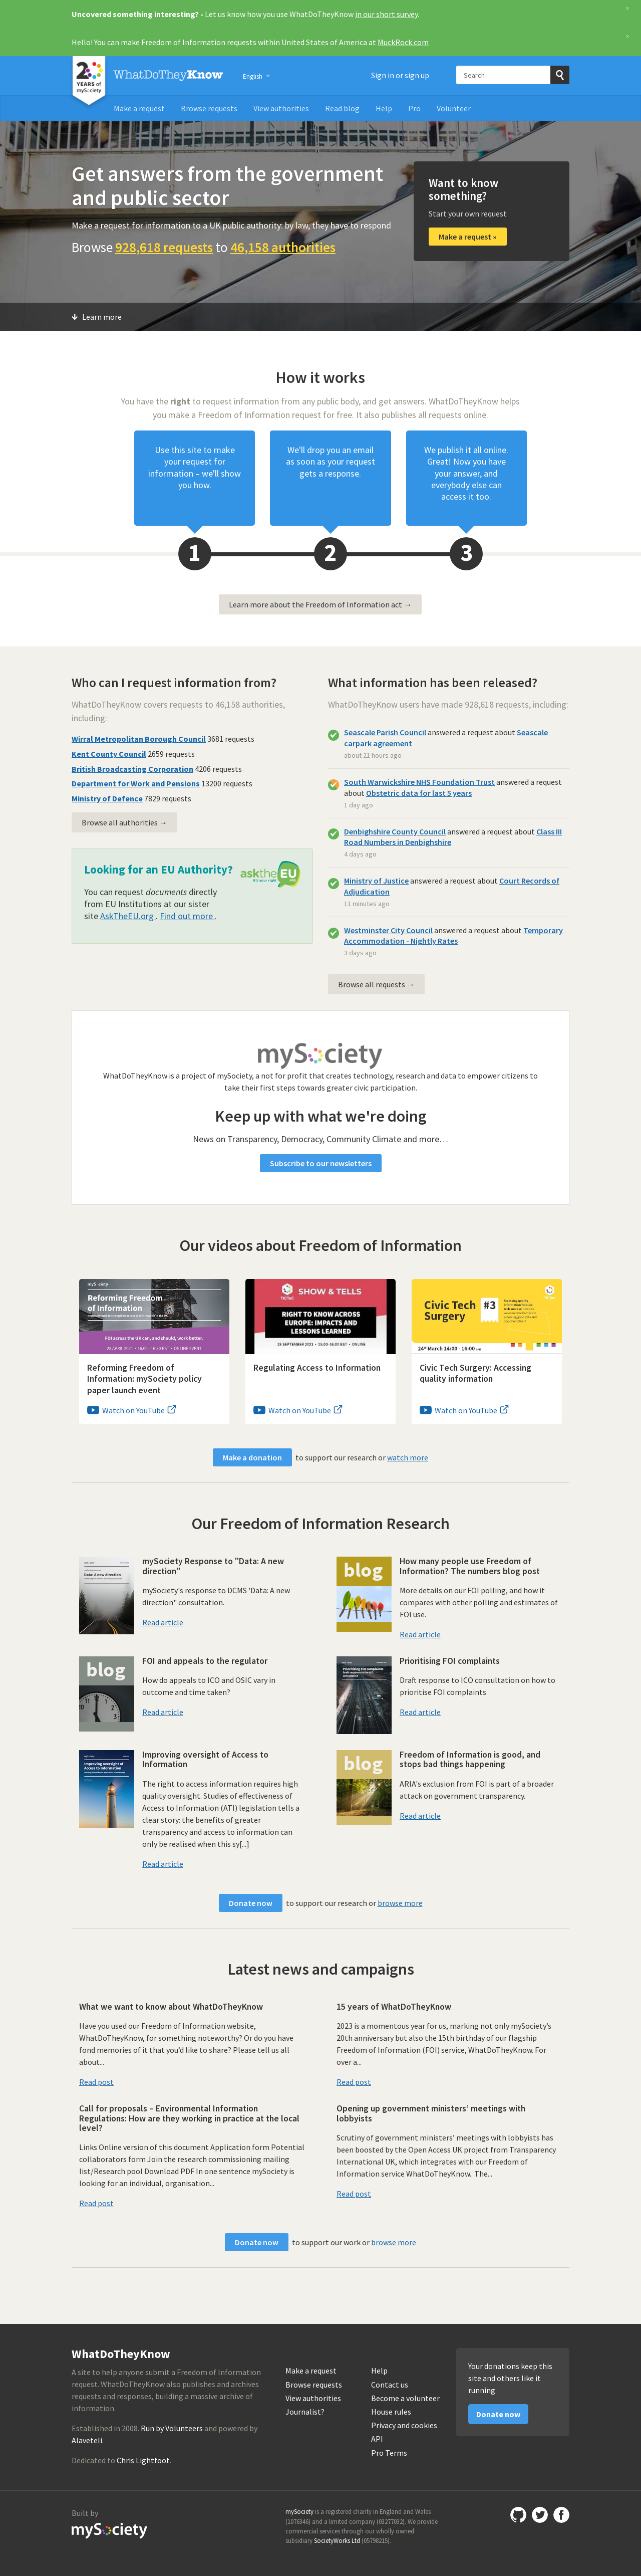 Uncovered something interesting? - Let us know how you use WhatDoTheyKnow in our short survey.
×
Hello! You can make Freedom of Information requests within United States of America at MuckRock.com
×
20 YEARS of mySociety
WhatDoTheyKnow
English
Sign in or sign up
Search
Make a request
Browse requests
View authorities
Read blog
Help
Pro
Volunteer
Get answers from the government
and public sector
Make a request for information to a UK public authority: by law, they have to respond
Browse 928,618 requests to 46,158 authorities
Want to know
something?
Start your own request
Make a request »
Learn more
How it works
You have the right to request information from any public body, and get answers. WhatDoTheyKnow helps
you make a Freedom of Information request for free. It also publishes all requests online.
Use this site to make
your request for
information – we'll show
you how.
We'll drop you an email
as soon as your request
gets a response.
We publish it all online.
Great! Now you have
your answer, and
everybody else can
access it too.
1
2
3
Learn more about the Freedom of Information act →
Who can I request information from?
WhatDoTheyKnow covers requests to 46,158 authorities,
including:
Wirral Metropolitan Borough Council 3681 requests
Kent County Council 2659 requests
British Broadcasting Corporation 4206 requests
Department for Work and Pensions 13200 requests
Ministry of Defence 7829 requests
Browse all authorities →
Looking for an EU Authority?
askthe EU
It's your right
You can request documents directly
from EU Institutions at our sister
site AskTheEU.org . Find out more .
What information has been released?
WhatDoTheyKnow users have made 928,618 requests, including:
Seascale Parish Council answered a request about Seascale
carpark agreement
about 21 hours ago
South Warwickshire NHS Foundation Trust answered a request
about Obstetric data for last 5 years
1 day ago
Denbighshire County Council answered a request about Class III
Road Numbers in Denbighshire
4 days ago
Ministry of Justice answered a request about Court Records of
Adjudication
11 minutes ago
Westminster City Council answered a request about Temporary
Accommodation - Nightly Rates
3 days ago
Browse all requests →
mySociety
WhatDoTheyKnow is a project of mySociety, a not for profit that creates technology, research and data to empower citizens to
take their first steps towards greater civic participation.
Keep up with what we're doing
News on Transparency, Democracy, Community Climate and more…
Subscribe to our newsletters
Our videos about Freedom of Information
mySociety
Reforming Freedom
of Information
FOI across the UK can, and should, work better.
Reforming Freedom of
Information: mySociety policy
paper launch event
Watch on YouTube
SHOW & TELLS
RIGHT TO KNOW ACROSS
EUROPE: IMPACTS AND
LESSONS LEARNED
Regulating Access to Information
Watch on YouTube
Civic Tech
Surgery
#3
24th March 14:00 - 16:00
Civic Tech Surgery: Accessing
quality information
Watch on YouTube
Make a donation to support our research or watch more
Our Freedom of Information Research
mySociety Response to "Data: A new
direction"
mySociety's response to DCMS 'Data: A new
direction" consultation.
Read article
blog
How many people use Freedom of
Information? The numbers blog post
More details on our FOI polling, and how it
compares with other polling and estimates of
FOI use.
Read article
blog
FOI and appeals to the regulator
How do appeals to ICO and OSIC vary in
outcome and time taken?
Read article
Prioritising FOI complaints
Prioritising FOI complaints
Draft response to ICO consultation on how to
prioritise FOI complaints
Read article
Improving oversight of
Access to Information
Improving oversight of Access to
Information
The right to access information requires high
quality oversight. Studies of effectiveness of
Access to Information (ATI) legislation tells a
clear story: the benefits of greater
transparency and access to information can
only be realised when this sy[...]
Read article
blog
Freedom of Information is good, and
stops bad things happening
ARIA's exclusion from FOI is part of a broader
attack on government transparency.
Read article
Donate now to support our research or browse more
Latest news and campaigns
What we want to know about WhatDoTheyKnow
Have you used our Freedom of Information website,
WhatDoTheyKnow, for something noteworthy? Or do you have
fond memories of it that you'd like to share? Please tell us all
about...
Read post
15 years of WhatDoTheyKnow
2023 is a momentous year for us, marking not only mySociety's
20th anniversary but also the 15th birthday of our flagship
Freedom of Information (FOI) service, WhatDoTheyKnow. For
over a...
Read post
Call for proposals – Environmental Information
Regulations: How are they working in practice at the local
level?
Links Online version of this document Application form Potential
collaborators form Join the research commissioning mailing
list/Research pool Download PDF In one sentence mySociety is
looking for an individual, organisation...
Read post
Opening up government ministers' meetings with
lobbyists
Scrutiny of government ministers' meetings with lobbyists has
been boosted by the Open Access UK project from Transparency
International UK, which integrates with our Freedom of
Information service WhatDoTheyKnow. The...
Read post
Donate now to support our work or browse more
WhatDoTheyKnow
A site to help anyone submit a Freedom of Information
request. WhatDoTheyKnow also publishes and archives
requests and responses, building a massive archive of
information.
Established in 2008. Run by Volunteers and powered by
Alaveteli.
Dedicated to Chris Lightfoot.
Make a request
Browse requests
View authorities
Journalist?
Help
Contact us
Become a volunteer
House rules
Privacy and cookies
API
Pro Terms
Your donations keep this
site and others like it
running
Donate now
Built by
mySociety
mySociety is a registered charity in England and Wales
(1076346) and a limited company (03277032). We provide
commercial services through our wholly owned
subsidiary SocietyWorks Ltd (05798215).